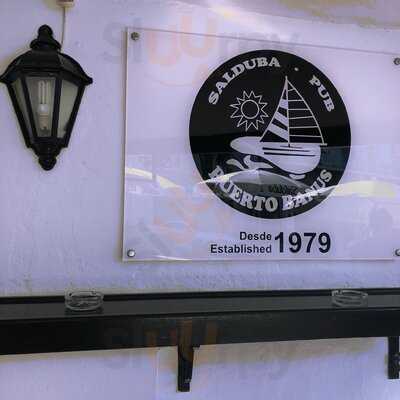 SALDUBA · PUB
PUERTO BANUS
Desde
Established 1979